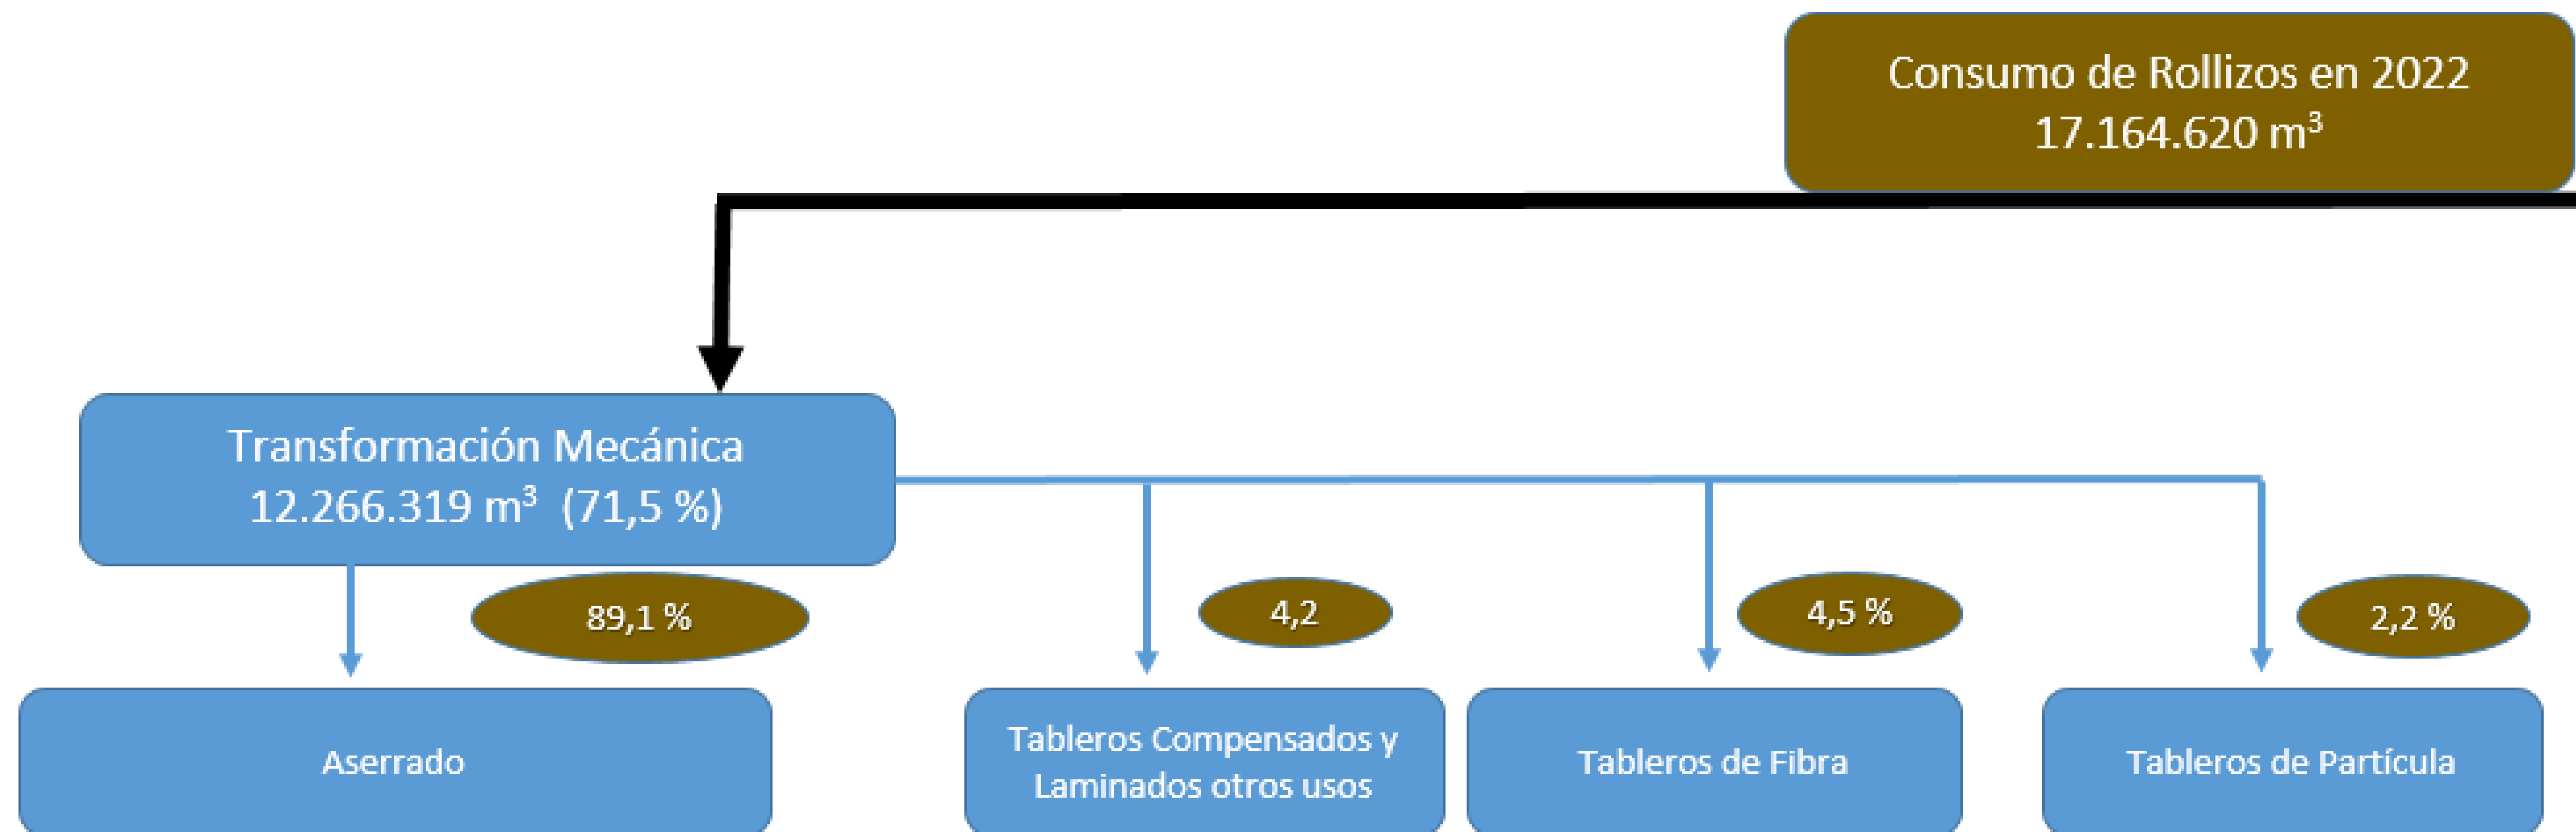 Consumo de Rollizos en 2022
17.164.620 m³
Transformación Mecánica
12.266.319 m³ (71,5 %)
89,1 %
4,2
4,5 %
2,2 %
Aserrado
Tableros Compensados y
Laminados otros usos
Tableros de Fibra
Tableros de Partícula